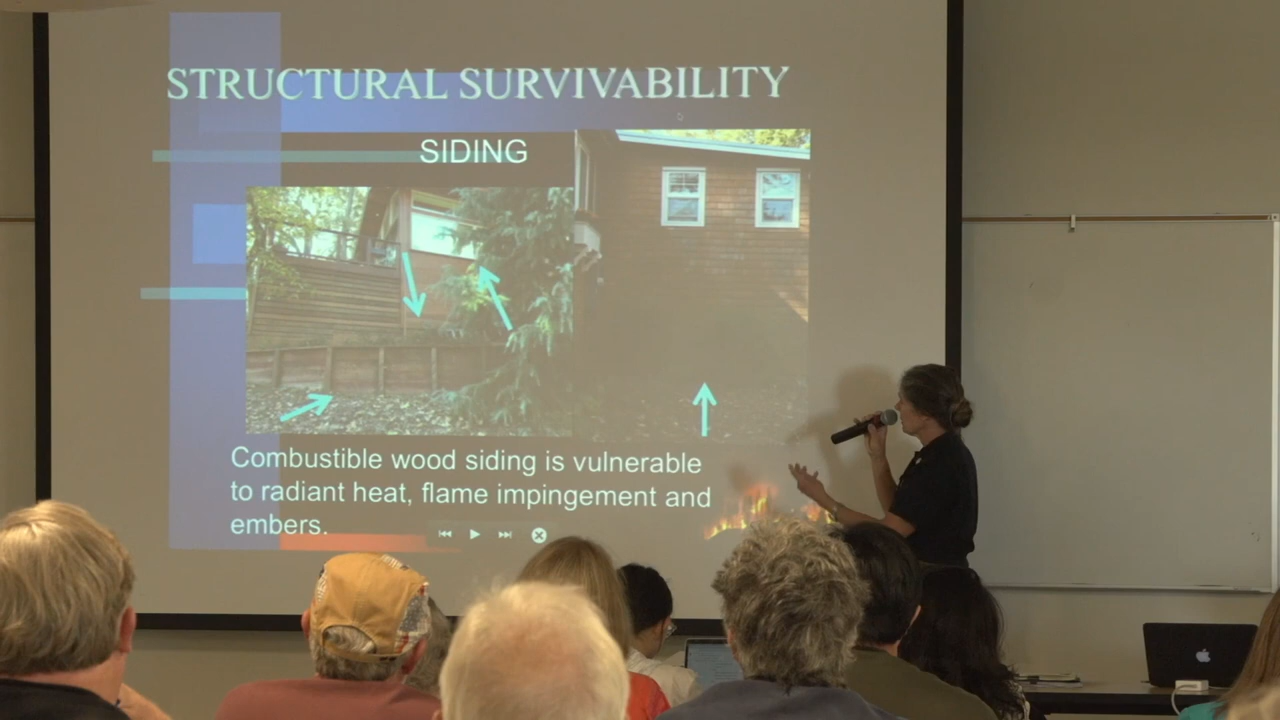 STRUCTURAL SURVIVABILITY
SIDING
Combustible wood siding is vulnerable
to radiant heat, flame impingement and
embers.